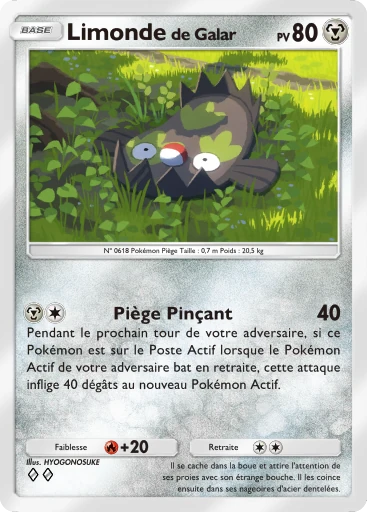 BASE
Limonde de Galar
PV 80
N° 0618 Pokémon Piège Taille : 0,7 m Poids : 20,5 kg
Piège Pinçant 40
Pendant le prochain tour de votre adversaire, si ce
Pokémon est sur le Poste Actif lorsque le Pokémon
Actif de votre adversaire bat en retraite, cette attaque
inflige 40 dégâts au nouveau Pokémon Actif.
Faiblesse +20
Retraite
Illus. HYOGONOSUKE
Il se cache dans la boue et attire l'attention de
ses proies avec son étrange bouche. Il les coince
ensuite dans ses nageoires d'acier dentelées.